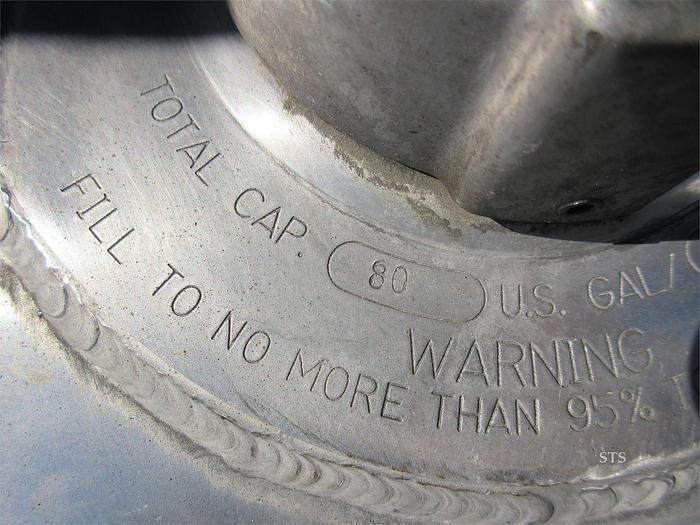 TOTAL CAP. 80 U.S. GAL/
WARNING
FILL TO NO MORE THAN 95%
STS